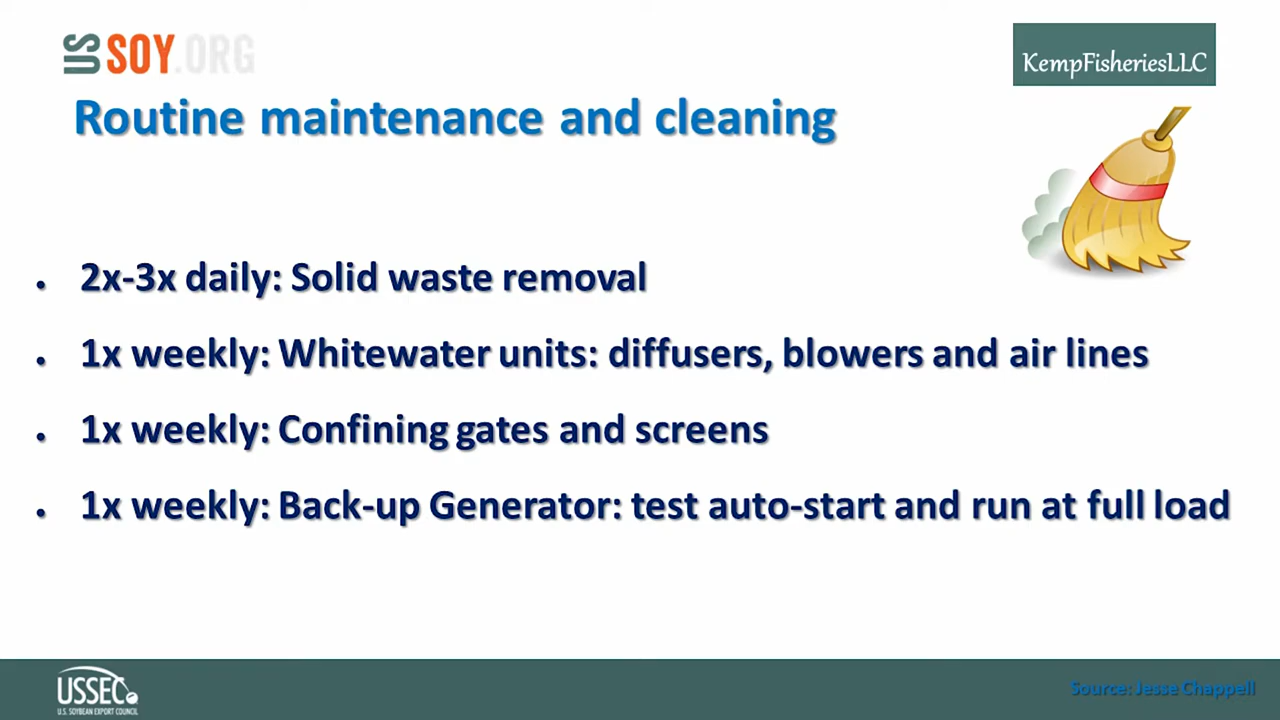 US SOY.ORG
KempFisheriesLLC
Routine maintenance and cleaning
• 2x-3x daily: Solid waste removal
• 1x weekly: Whitewater units: diffusers, blowers and air lines
• 1x weekly: Confining gates and screens
• 1x weekly: Back-up Generator: test auto-start and run at full load
USSEC
U.S. SOYBEAN EXPORT COUNCIL
Source: Jesse Chappell